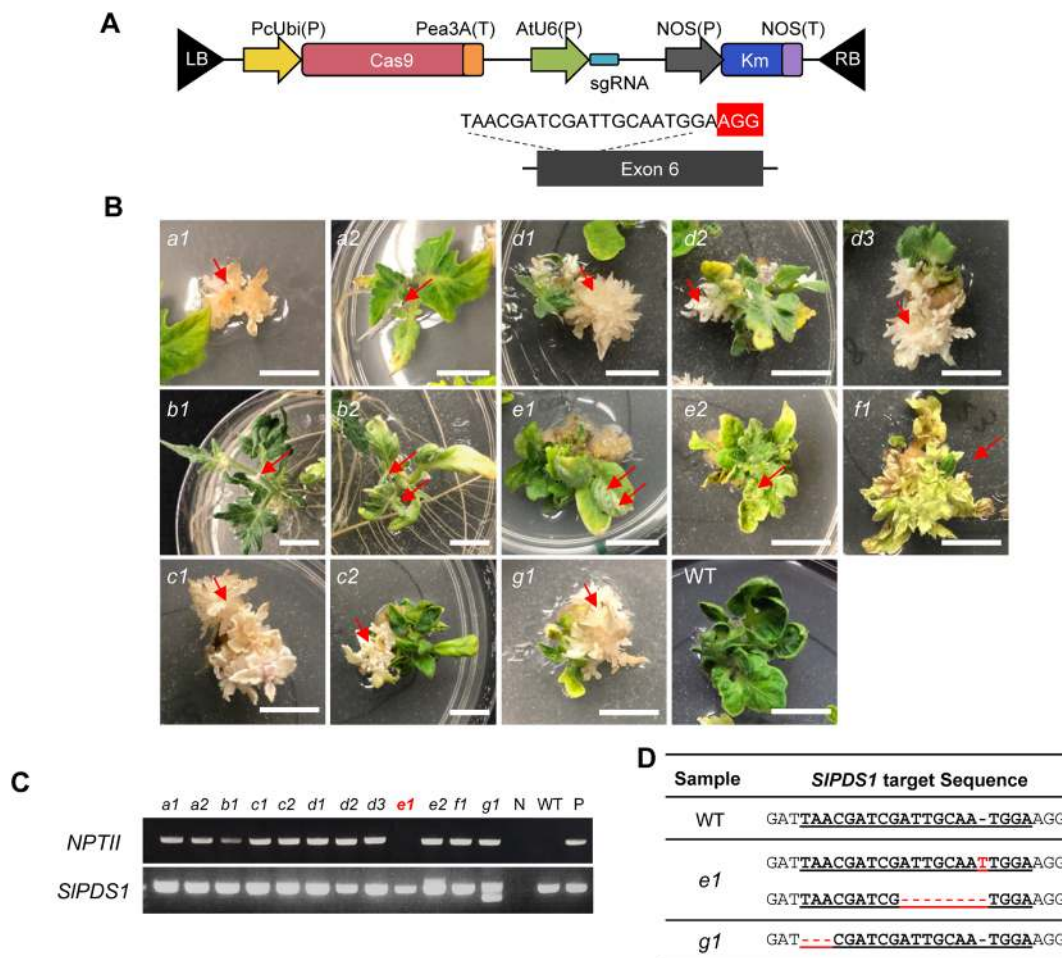 A
PcUbi(P) Pea3A(T) AtU6(P) NOS(P) NOS(T)
LB Cas9 Km RB
sgRNA
TAACGATCGATTGCAATGGAAGG
Exon 6
B
a1 a2 d1 d2 d3
b1 b2 e1 e2 f1
c1 c2 g1 WT
C
a1 a2 b1 c1 c2 d1 d2 d3 e1 e2 f1 g1 N WT P
NPTII
SlPDS1
D
Sample SlPDS1 target Sequence
WT GATTAACGATCGATTGCAA-TGGAAGG
e1 GATTAACGATCGATTGCAATTGGAAGG
GATTAACGATCG--------TGGAAGG
g1 GAT---CGATCGATTGCAA-TGGAAGG